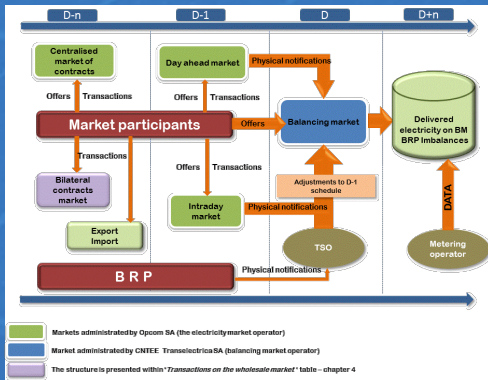 D-n
D-1
D
D+n
Centralised
market of
contracts
Day ahead market
Physical notifications
Offers
Transactions
Offers
Transactions
Market participants
Offers
Balancing market
Delivered
electricity on BM
BRP Imbalances
Transactions
Offers
Transactions
Bilateral
contracts
market
Adjustments to D-1
schedule
Intraday
market
Physical notifications
DATA
Export
Import
TSO
Metering
operator
B R P
Physical notifications
Markets administrated by Opcom SA (the electricity market operator)
Market administrated by CNTEE Transelectrica SA (balancing market operator)
The structure is presented within "Transactions on the wholesale market" table – chapter 4